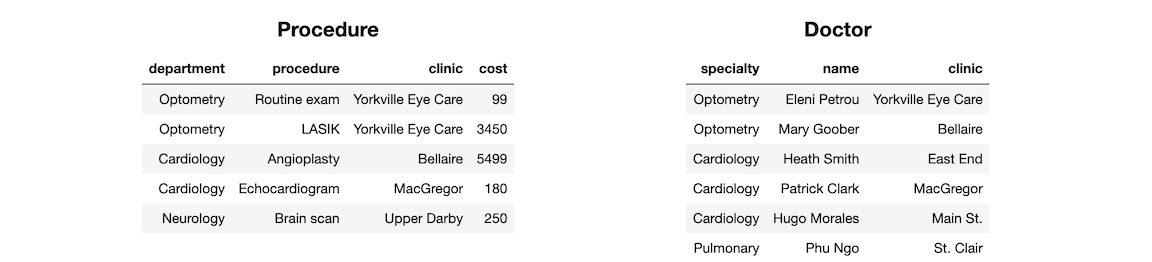 Procedure
department procedure clinic cost
Optometry Routine exam Yorkville Eye Care 99
Optometry LASIK Yorkville Eye Care 3450
Cardiology Angioplasty Bellaire 5499
Cardiology Echocardiogram MacGregor 180
Neurology Brain scan Upper Darby 250
Doctor
specialty name clinic
Optometry Eleni Petrou Yorkville Eye Care
Optometry Mary Goober Bellaire
Cardiology Heath Smith East End
Cardiology Patrick Clark MacGregor
Cardiology Hugo Morales Main St.
Pulmonary Phu Ngo St. Clair